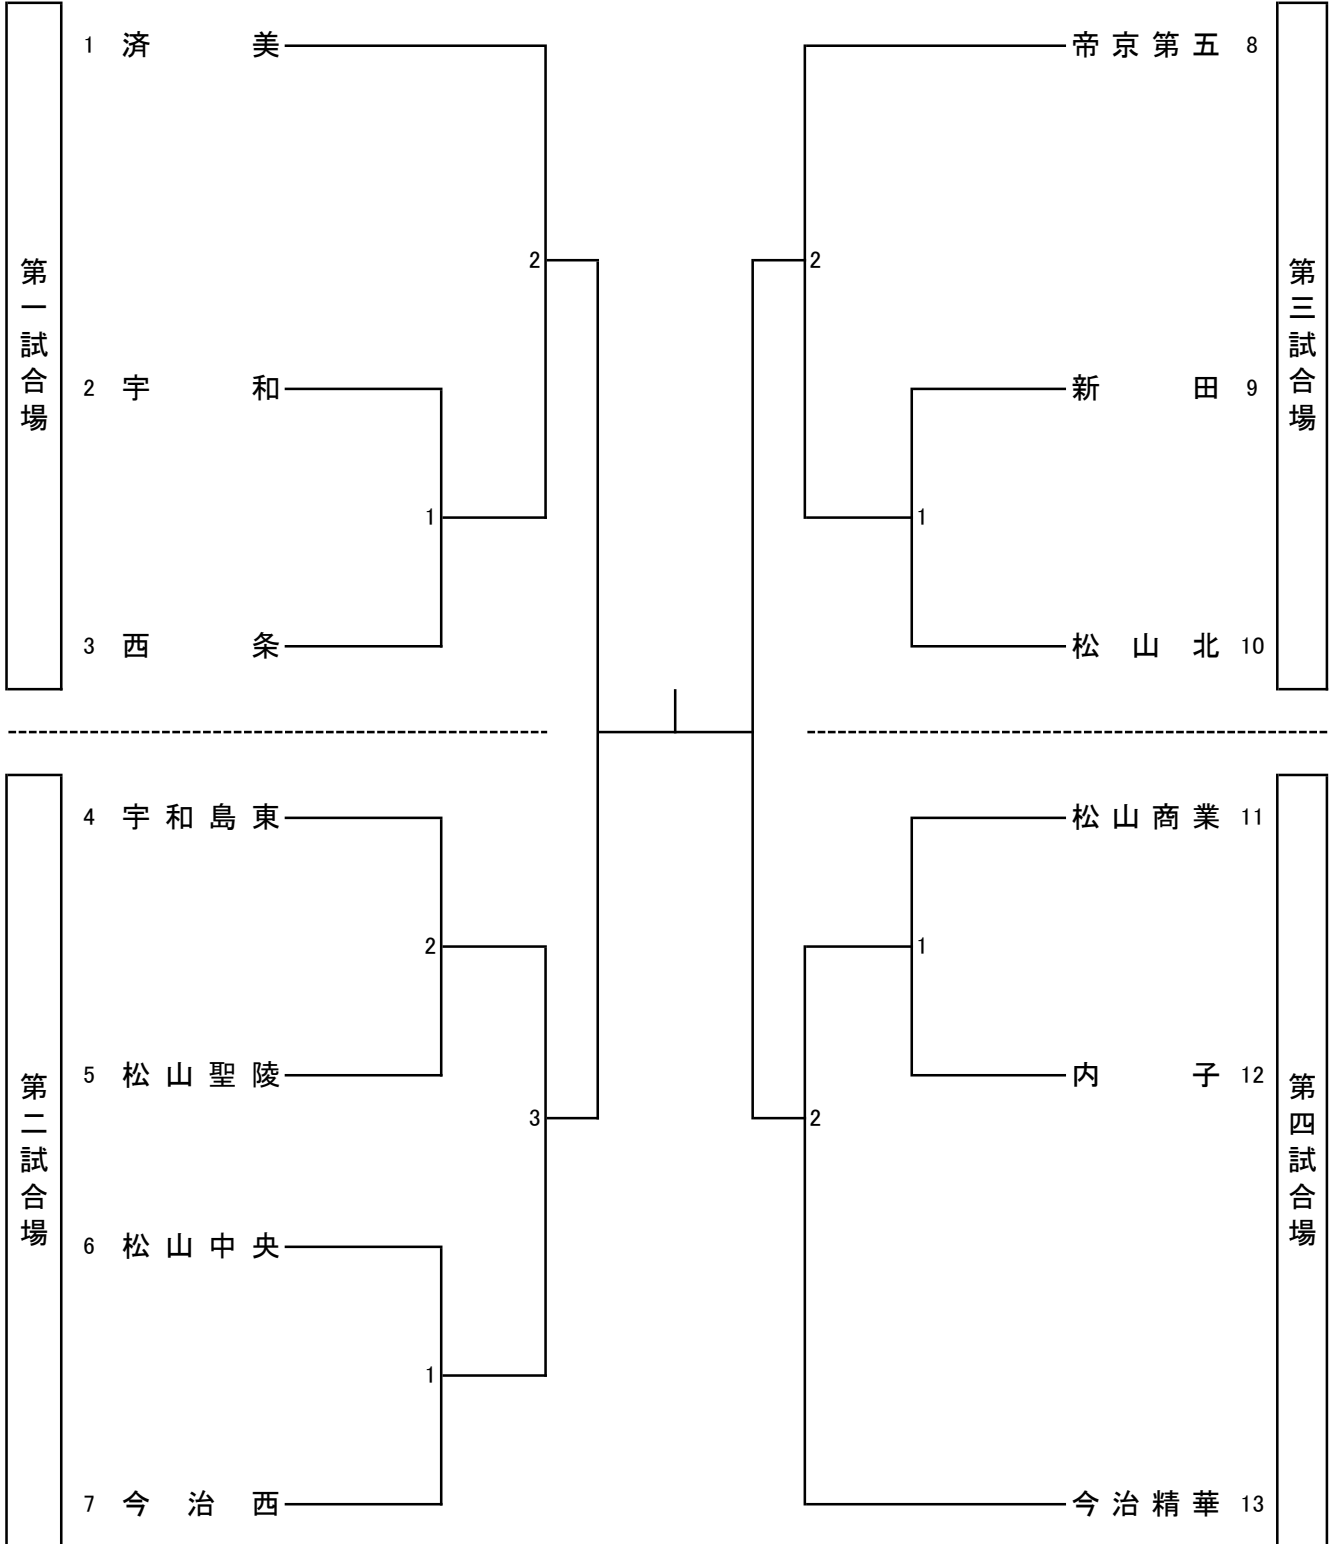 第一試合場
1 済美
2
2 宇和
1
3 西条
第二試合場
4 宇和島東
2
5 松山聖陵
3
6 松山中央
1
7 今治西
第三試合場
帝京第五 8
2
新田 9
1
松山北 10
第四試合場
松山商業 11
1
内子 12
2
今治精華 13